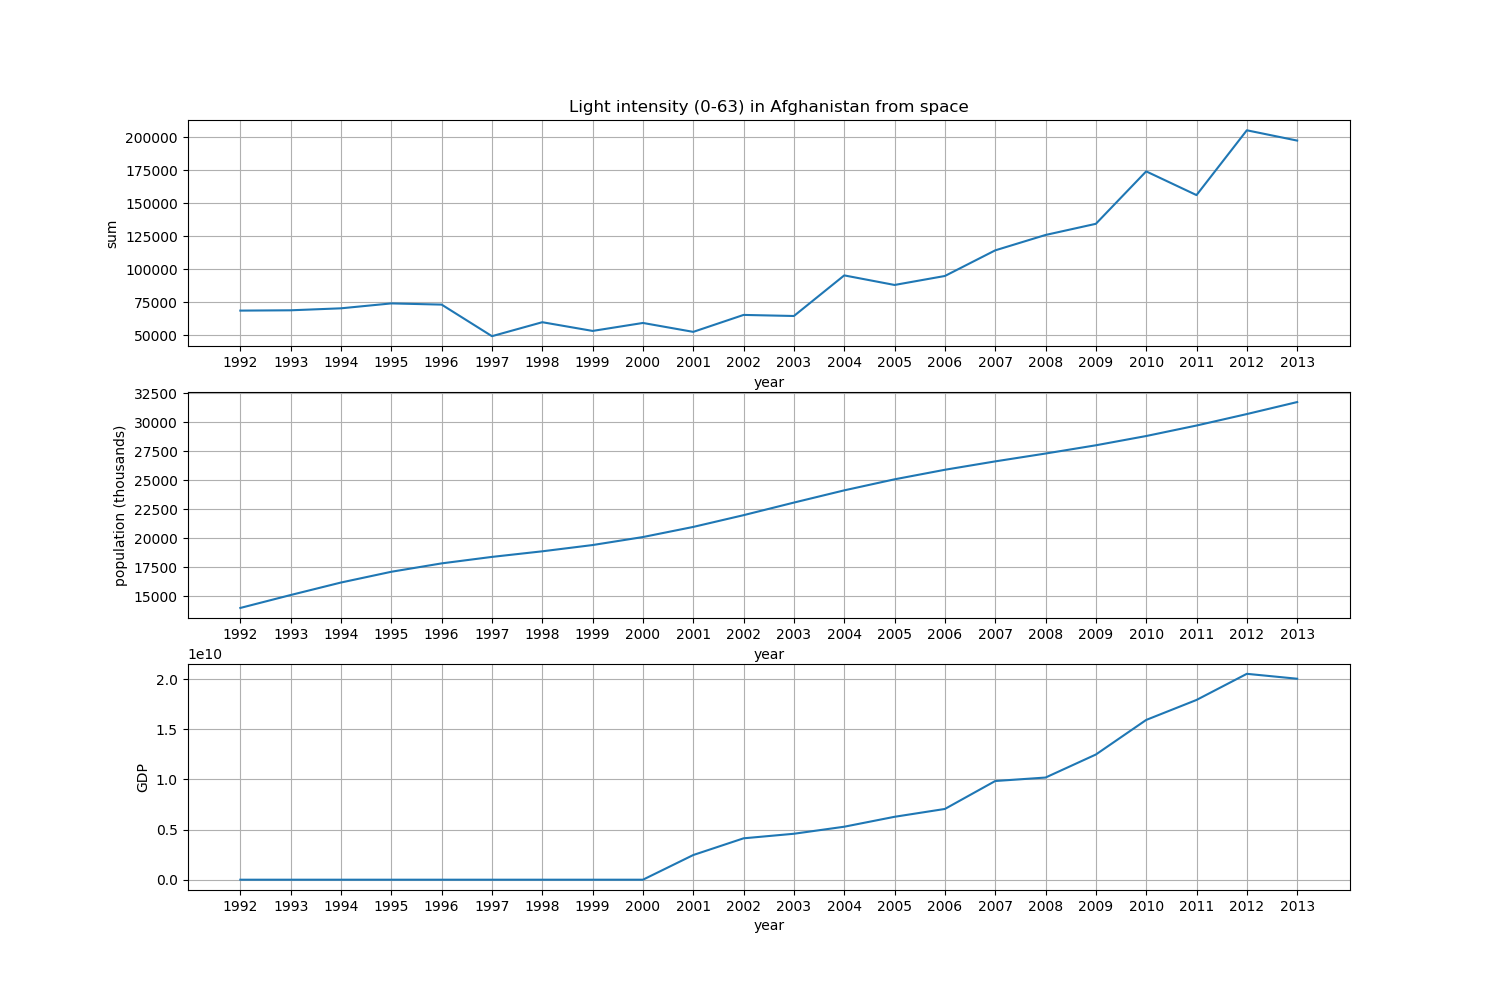 Light intensity (0-63) in Afghanistan from space
200000
175000
150000
125000
100000
75000
50000
sum
1992 1993 1994 1995 1996 1997 1998 1999 2000 2001 2002 2003 2004 2005 2006 2007 2008 2009 2010 2011 2012 2013
year
32500
30000
27500
25000
22500
20000
17500
15000
population (thousands)
1992 1993 1994 1995 1996 1997 1998 1999 2000 2001 2002 2003 2004 2005 2006 2007 2008 2009 2010 2011 2012 2013
year
1e10
2.0
1.5
1.0
0.5
0.0
GDP
1992 1993 1994 1995 1996 1997 1998 1999 2000 2001 2002 2003 2004 2005 2006 2007 2008 2009 2010 2011 2012 2013
year